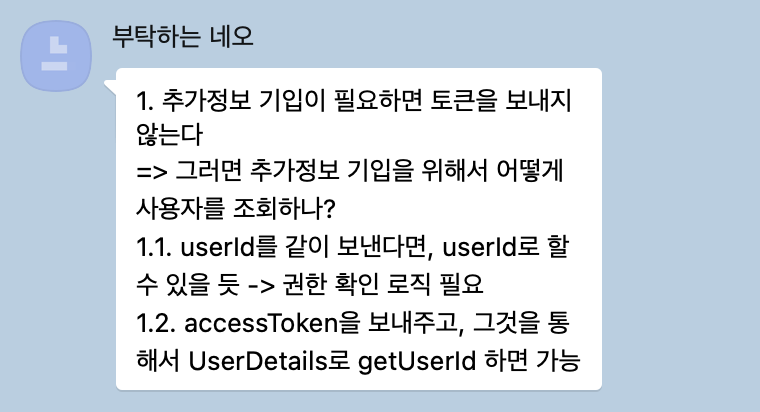 부탁하는 네오
1. 추가정보 기입이 필요하면 토큰을 보내지
않는다
=> 그러면 추가정보 기입을 위해서 어떻게
사용자를 조회하나?
1.1. userId를 같이 보낸다면, userId로 할
수 있을 듯 -> 권한 확인 로직 필요
1.2. accessToken을 보내주고, 그것을 통
해서 UserDetails로 getUserId 하면 가능